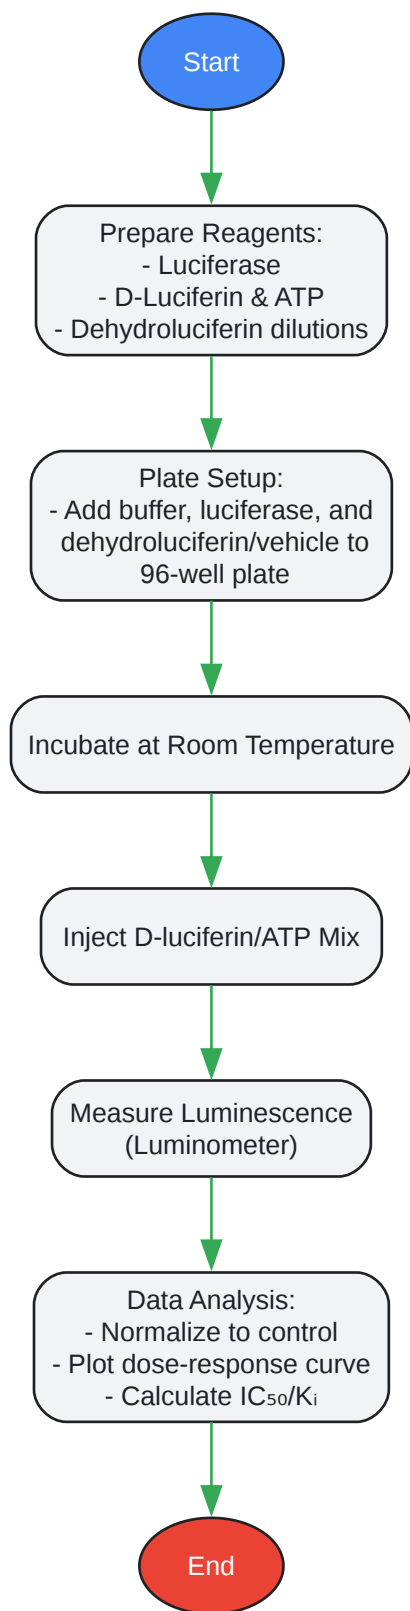 Start
Prepare Reagents:
- Luciferase
- D-Luciferin & ATP
- Dehydroluciferin dilutions
Plate Setup:
- Add buffer, luciferase, and
dehydroluciferin/vehicle to
96-well plate
Incubate at Room Temperature
Inject D-luciferin/ATP Mix
Measure Luminescence
(Luminometer)
Data Analysis:
- Normalize to control
- Plot dose-response curve
- Calculate IC₅₀/Kᵢ
End